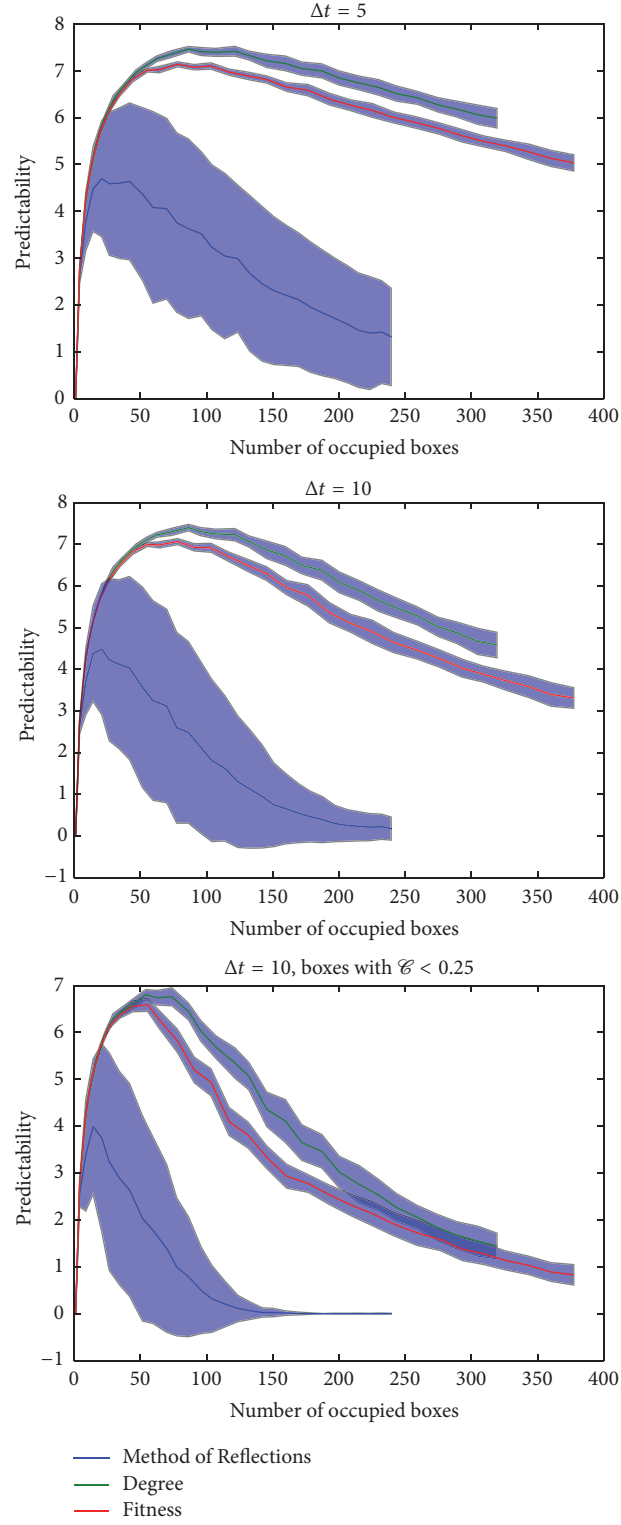 Δt = 5
8
7
6
5
4
3
2
1
0
Predictability
0 50 100 150 200 250 300 350 400
Number of occupied boxes
Δt = 10
8
7
6
5
4
3
2
1
0
−1
Predictability
0 50 100 150 200 250 300 350 400
Number of occupied boxes
Δt = 10, boxes with 𝒞 < 0.25
7
6
5
4
3
2
1
0
−1
Predictability
0 50 100 150 200 250 300 350 400
Number of occupied boxes
Method of Reflections
Degree
Fitness